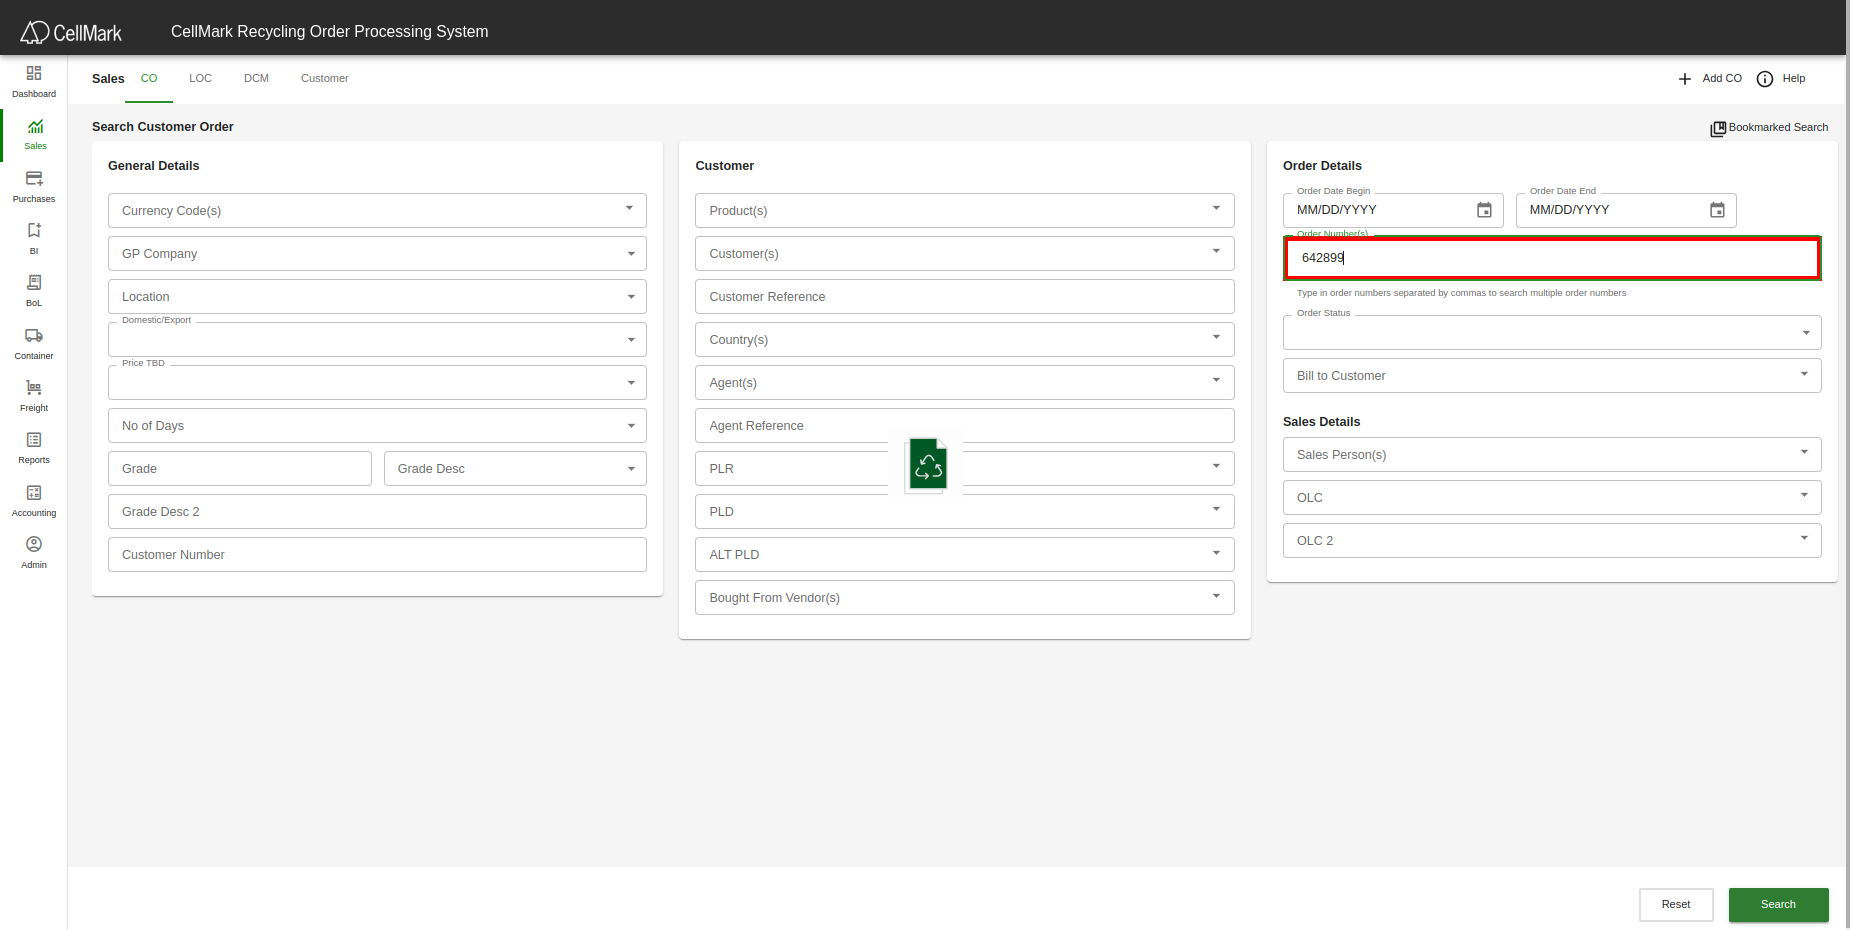 CellMark
CellMark Recycling Order Processing System
Dashboard
Sales
Purchases
BI
BoL
Container
Freight
Reports
Accounting
Admin
Sales CO LOC DCM Customer
Add CO Help
Search Customer Order
Bookmarked Search
General Details
Currency Code(s)
GP Company
Location
Domestic/Export
Price TBD
No of Days
Grade Grade Desc
Grade Desc 2
Customer Number
Customer
Product(s)
Customer(s)
Customer Reference
Country(s)
Agent(s)
Agent Reference
PLR
PLD
ALT PLD
Bought From Vendor(s)
Order Details
Order Date Begin Order Date End
MM/DD/YYYY MM/DD/YYYY
Order Number(s)
642899
Type in order numbers separated by commas to search multiple order numbers
Order Status
Bill to Customer
Sales Details
Sales Person(s)
OLC
OLC 2
Reset Search